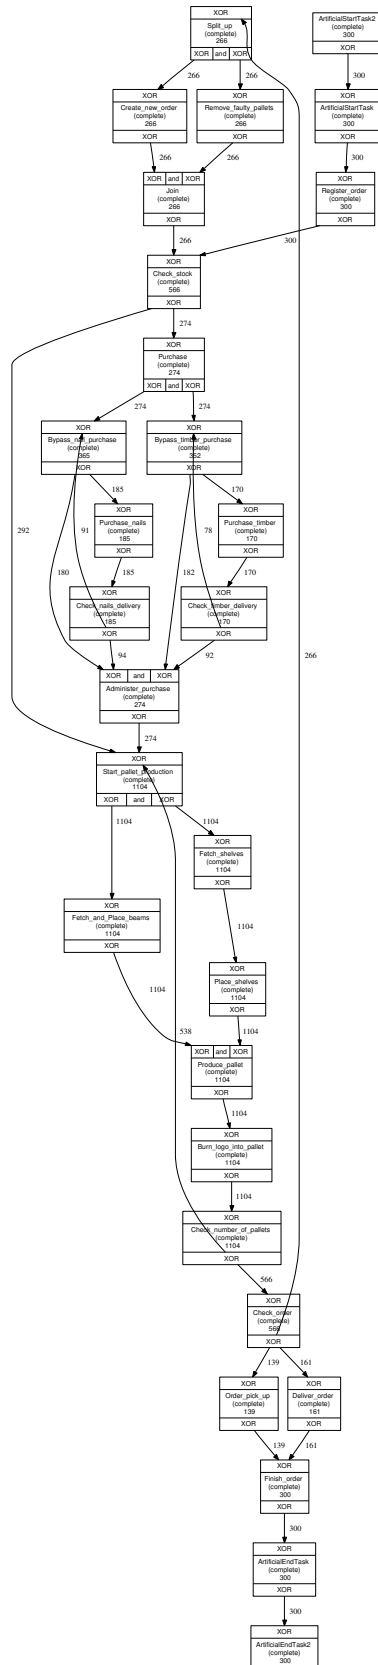 XOR
Split_up
(complete)
266
XOR and XOR
ArtificialStartTask2
(complete)
300
266
266
XOR
Create_new_order
(complete)
266
XOR
XOR
Remove_faulty_pallets
(complete)
266
XOR
XOR
ArtificialStartTask
(complete)
300
XOR
266
266
300
XOR and XOR
Join
(complete)
266
XOR
XOR
Register_order
(complete)
300
XOR
266
300
XOR
Check_stock
(complete)
566
XOR
274
XOR
Purchase
(complete)
274
XOR and XOR
274
274
XOR
Bypass_nail_purchase
(complete)
365
XOR
XOR
Bypass_timber_purchase
(complete)
352
XOR
185
170
XOR
Purchase_nails
(complete)
185
XOR
XOR
Purchase_timber
(complete)
170
XOR
292
91
78
180
185
182
170
XOR
Check_nails_delivery
(complete)
185
XOR
XOR
Check_timber_delivery
(complete)
170
XOR
266
94
92
XOR and XOR
Administer_purchase
(complete)
274
XOR
274
XOR
Start_pallet_production
(complete)
1104
XOR and XOR
1104
1104
XOR
Fetch_shelves
(complete)
1104
XOR
XOR
Fetch_and_Place_beams
(complete)
1104
XOR
1104
XOR
Place_shelves
(complete)
1104
XOR
1104
538
1104
XOR and XOR
Produce_pallet
(complete)
1104
XOR
1104
XOR
Burn_logo_into_pallet
(complete)
1104
XOR
1104
XOR
Check_number_of_pallets
(complete)
1104
XOR
566
XOR
Check_order
(complete)
566
XOR
139
161
XOR
Order_pick_up
(complete)
139
XOR
XOR
Deliver_order
(complete)
161
XOR
139
161
XOR
Finish_order
(complete)
300
XOR
300
XOR
ArtificialEndTask
(complete)
300
XOR
300
XOR
ArtificialEndTask2
(complete)
300